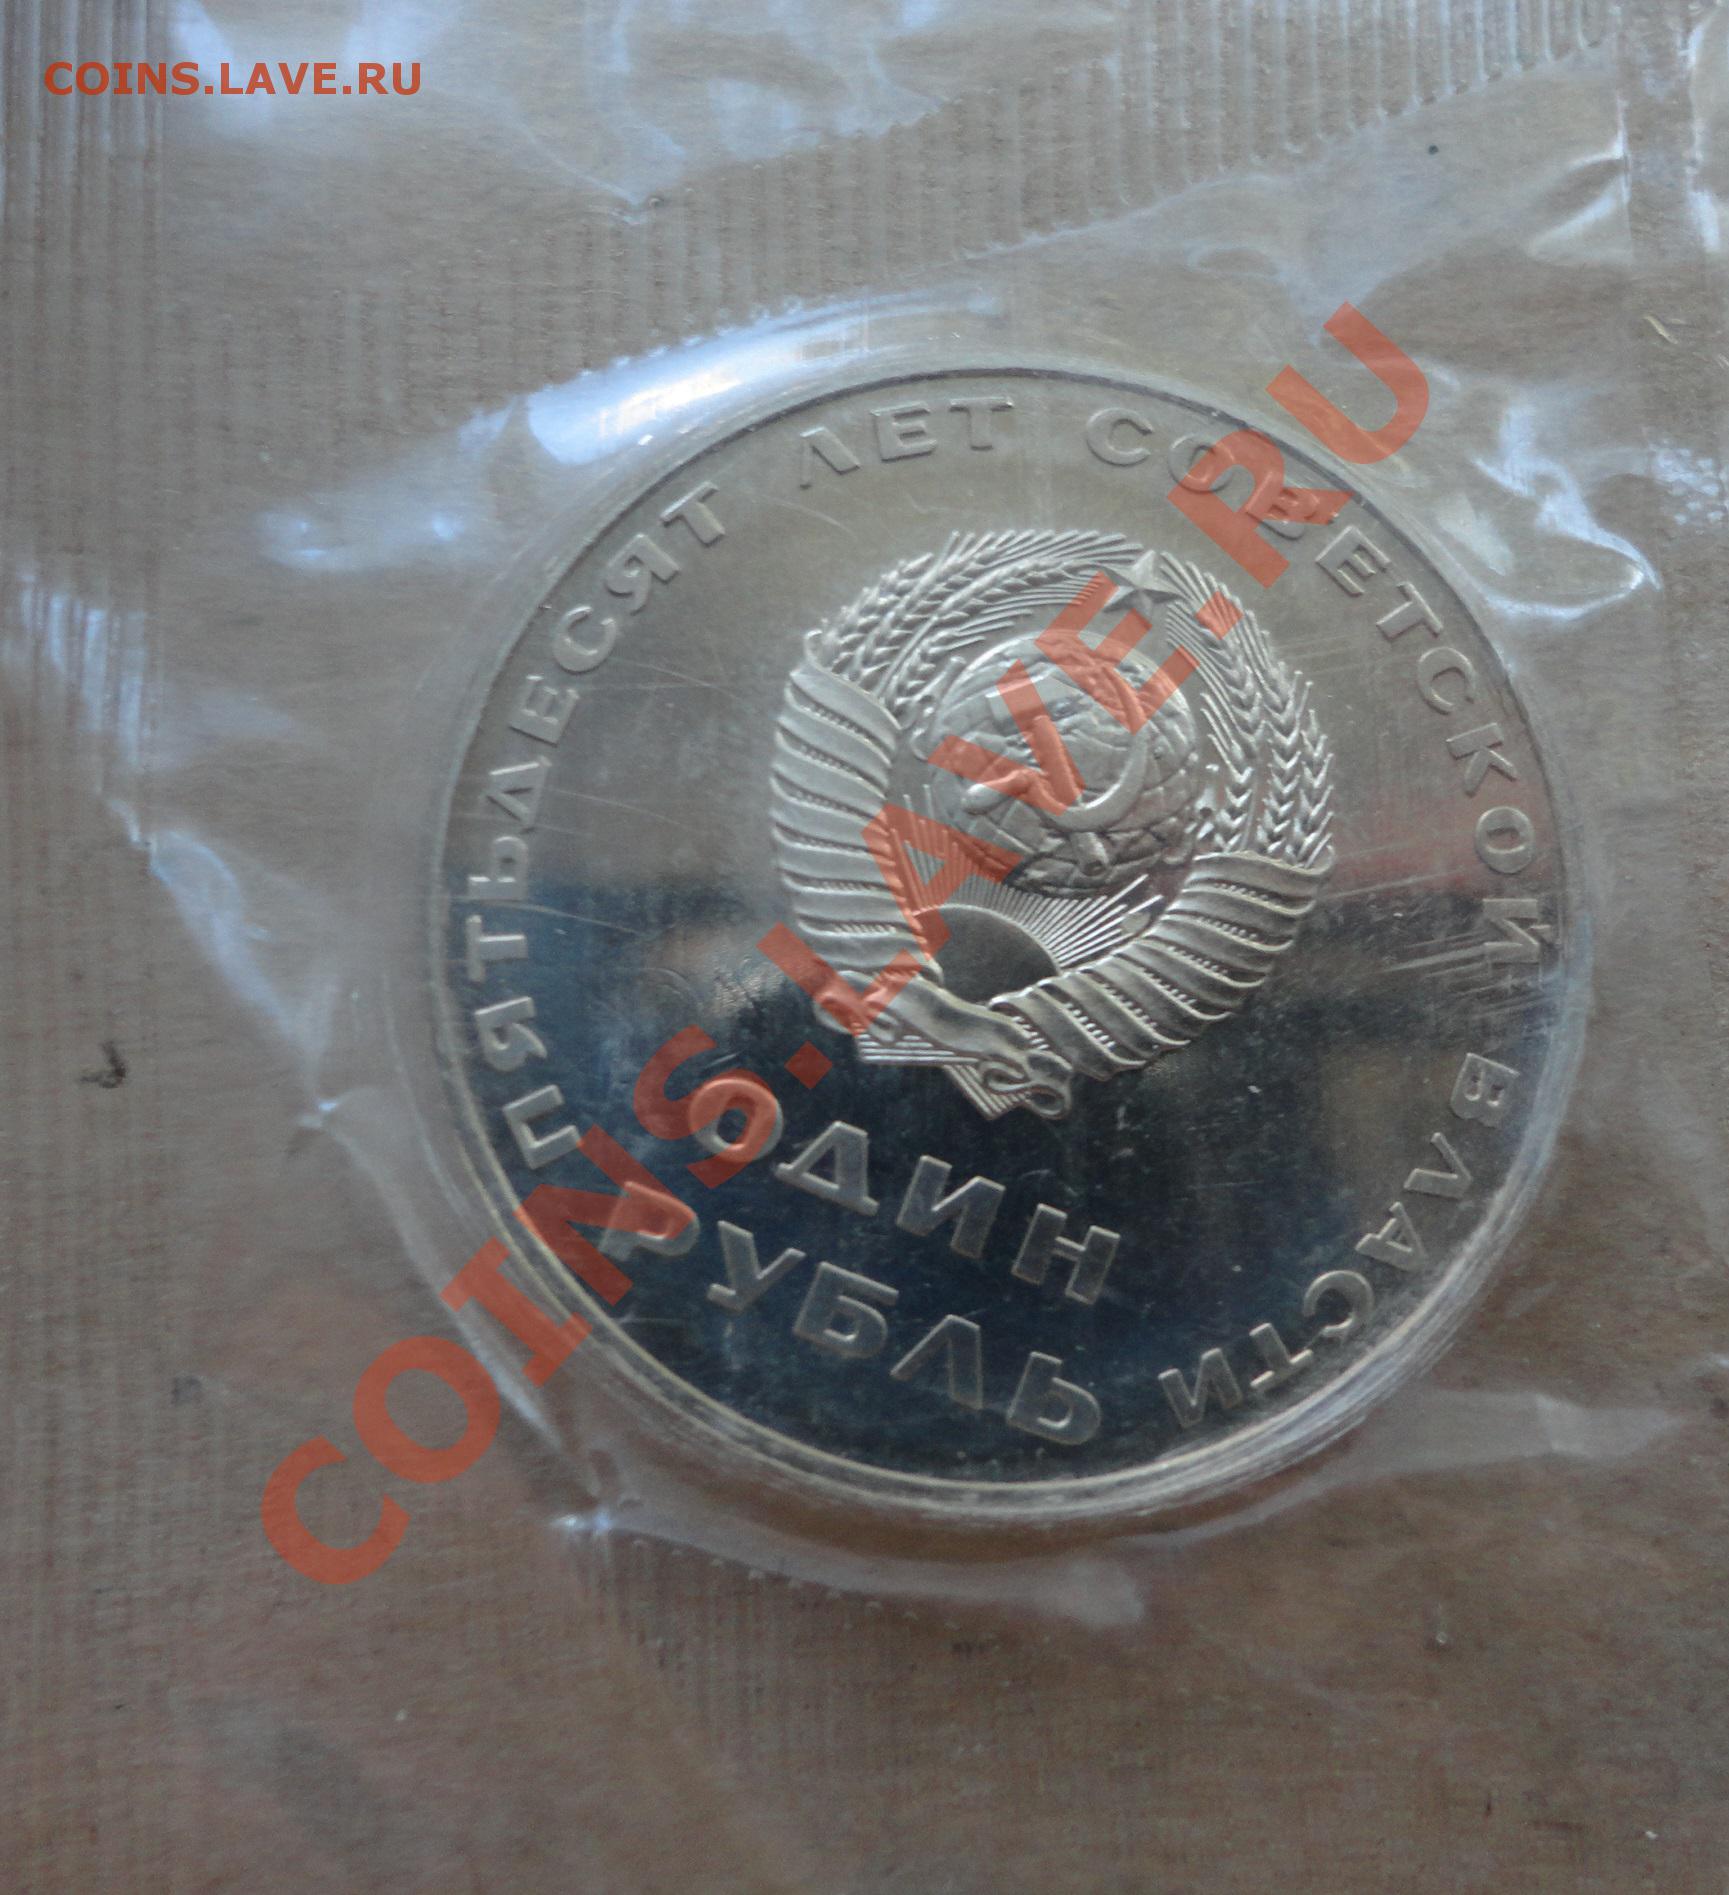 COINS.LAVE.RU
ПЯТЬДЕСЯТ ЛЕТ СОВЕТСКОЙ ВЛАСТИ
ОДИН
РУБЛЬ
COINS.LAVE.RU